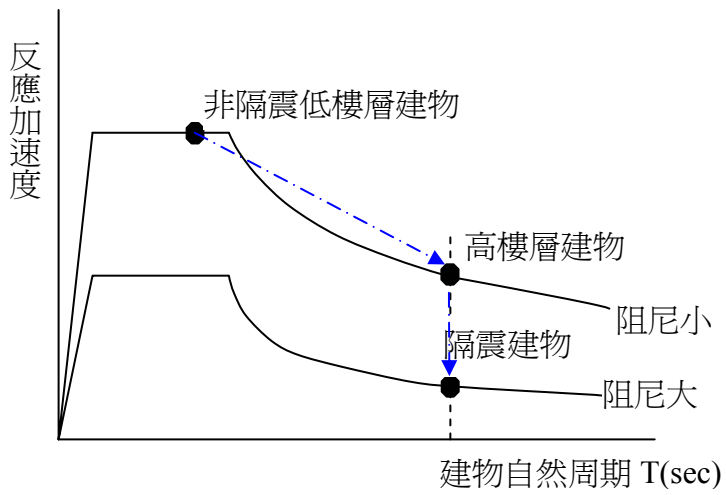 反應加速度
非隔震低樓層建物
高樓層建物
阻尼小
隔震建物
阻尼大
建物自然周期 T(sec)